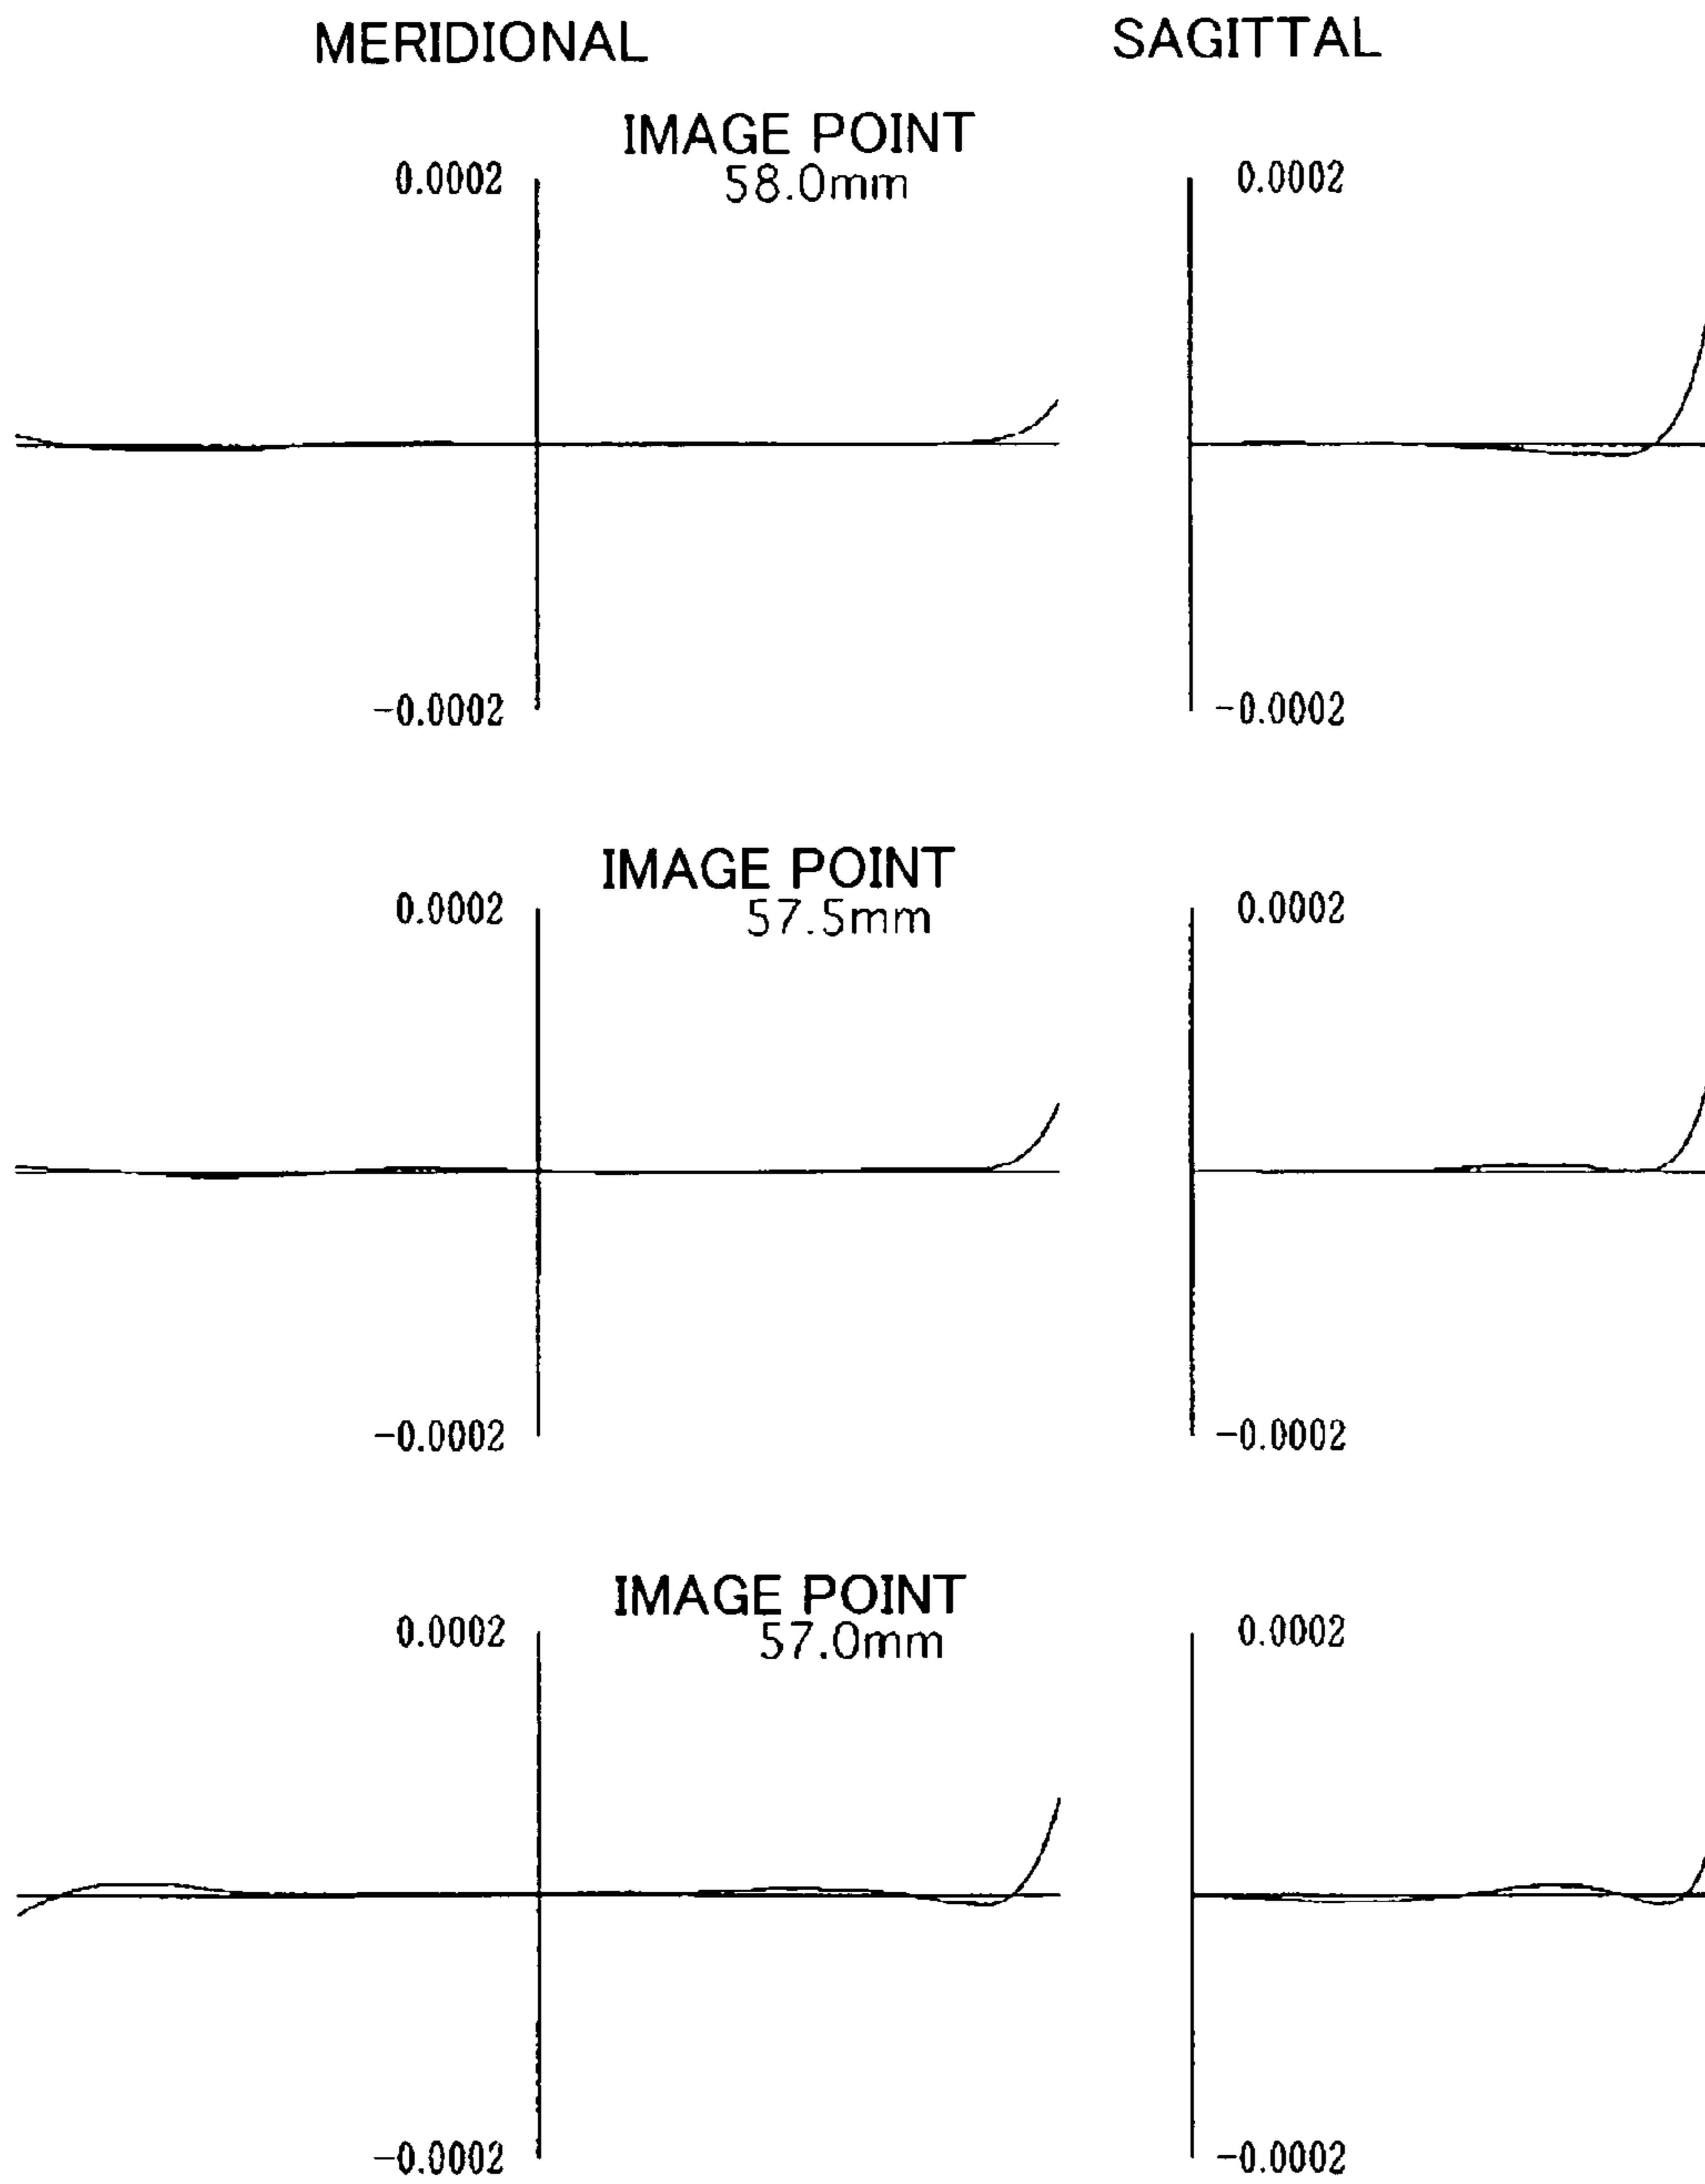 MERIDIONAL SAGITTAL
IMAGE POINT
58.0mm
0.0002 0.0002
-0.0002 -0.0002
IMAGE POINT
57.5mm
0.0002 0.0002
-0.0002 -0.0002
IMAGE POINT
57.0mm
0.0002 0.0002
-0.0002 -0.0002